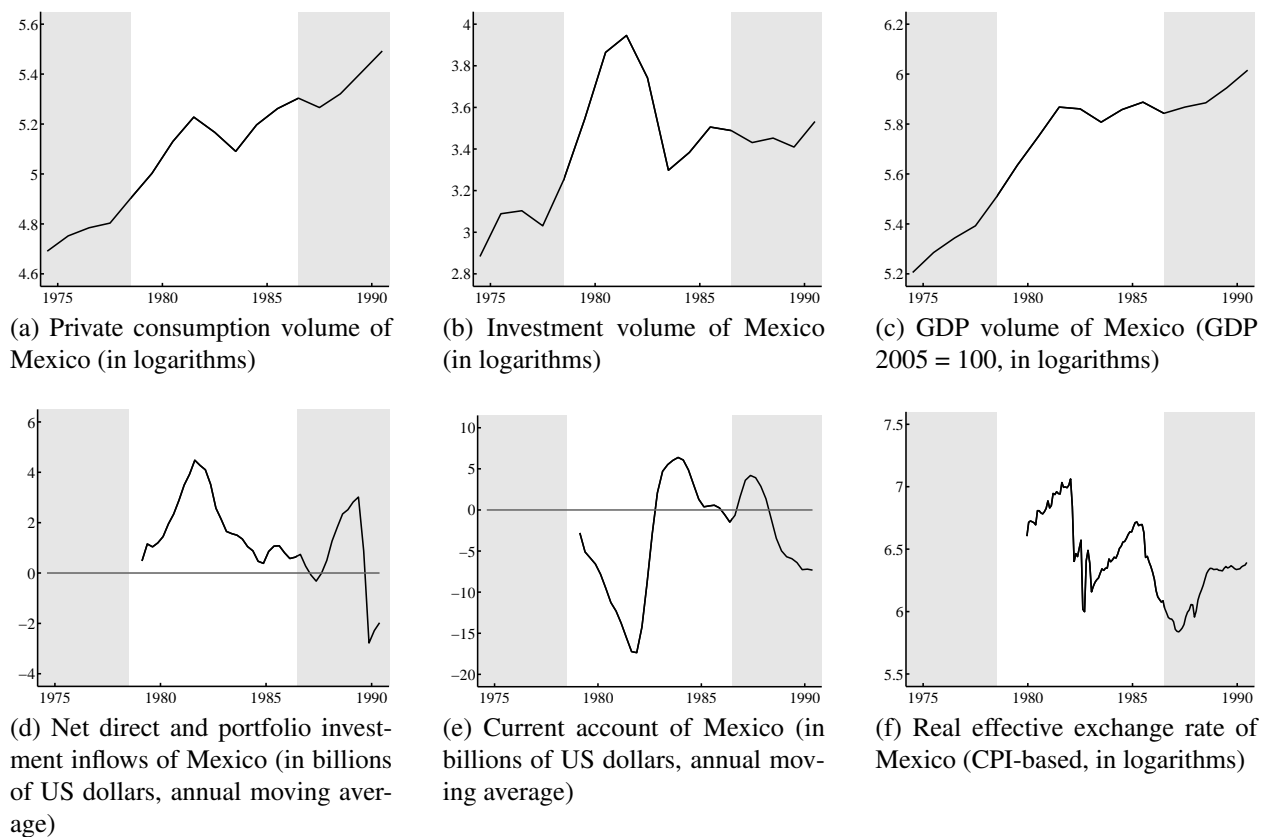 5.6
5.4
5.2
5
4.8
4.6
1975 1980 1985 1990
(a) Private consumption volume of
Mexico (in logarithms)
4
3.8
3.6
3.4
3.2
3
2.8
1975 1980 1985 1990
(b) Investment volume of Mexico
(in logarithms)
6.2
6
5.8
5.6
5.4
5.2
1975 1980 1985 1990
(c) GDP volume of Mexico (GDP
2005 = 100, in logarithms)
6
4
2
0
−2
−4
1975 1980 1985 1990
(d) Net direct and portfolio invest-
ment inflows of Mexico (in billions
of US dollars, annual moving aver-
age)
10
5
0
−5
−10
−15
−20
1975 1980 1985 1990
(e) Current account of Mexico (in
billions of US dollars, annual mov-
ing average)
7.5
7
6.5
6
5.5
1975 1980 1985 1990
(f) Real effective exchange rate of
Mexico (CPI-based, in logarithms)